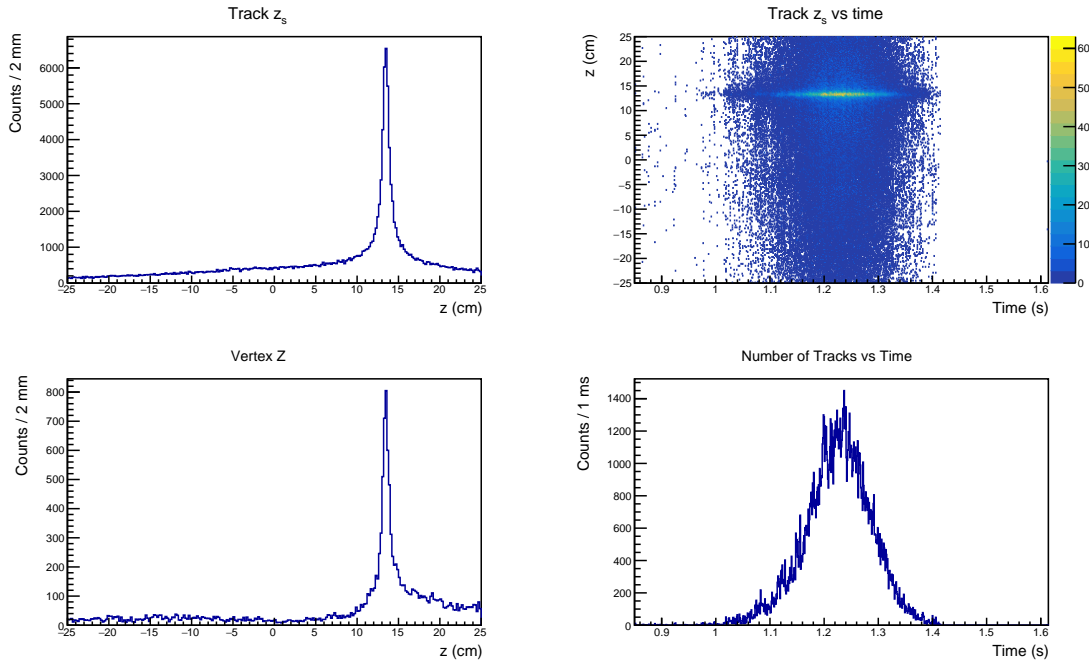 Track z_s
Counts / 2 mm
6000
5000
4000
3000
2000
1000
0
−25 −20 −15 −10 −5 0 5 10 15 20 25
z (cm)
Track z_s vs time
z (cm)
25
20
15
10
5
0
−5
−10
−15
−20
−25
0.9 1 1.1 1.2 1.3 1.4 1.5 1.6
Time (s)
60
50
40
30
20
10
0
Vertex Z
Counts / 2 mm
800
700
600
500
400
300
200
100
0
−25 −20 −15 −10 −5 0 5 10 15 20 25
z (cm)
Number of Tracks vs Time
Counts / 1 ms
1400
1200
1000
800
600
400
200
0
0.9 1 1.1 1.2 1.3 1.4 1.5 1.6
Time (s)